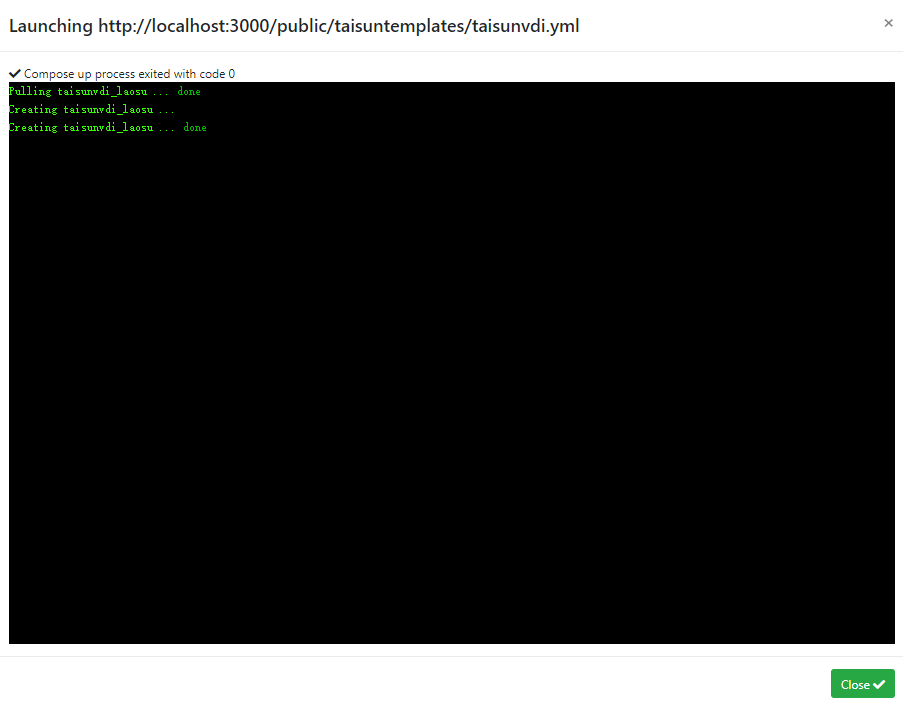 Launching http://localhost:3000/public/taisuntemplates/taisunvdi.yml
×
Compose up process exited with code 0
Pulling taisunvdi_laosu ... done
Creating taisunvdi_laosu ...
Creating taisunvdi_laosu ... done
Close